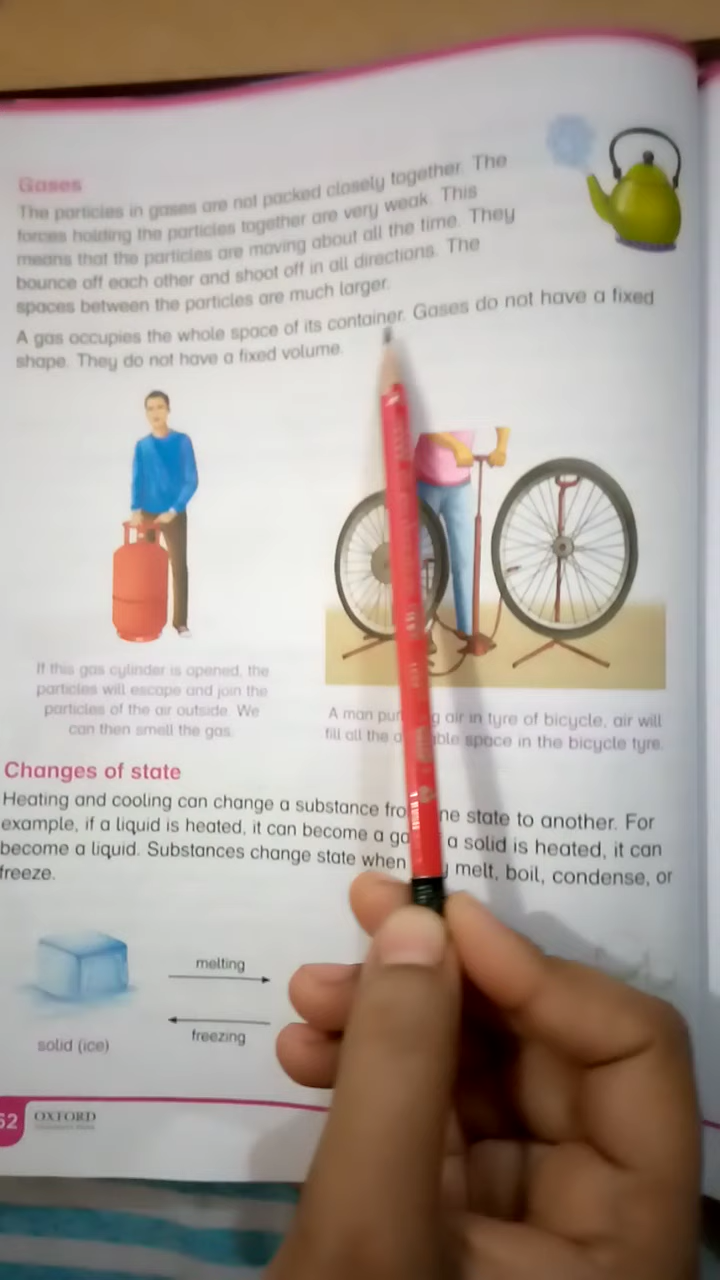 Gases
The particles in gases are not packed closely together. The
forces holding the particles together are very weak. This
means that the particles are moving about all the time. They
bounce off each other and shoot off in all directions. The
spaces between the particles are much larger.
A gas occupies the whole space of its container. Gases do not have a fixed
shape. They do not have a fixed volume.
If this gas cylinder is opened, the
particles will escape and join the
particles of the air outside. We
can then smell the gas.
A man g air in tyre of bicycle, air will
fill all the space in the bicycle tyre.
Changes of state
Heating and cooling can change a substance state to another. For
example, if a liquid is heated, it can become a a solid is heated, it can
become a liquid. Substances change state when melt, boil, condense, or
freeze.
melting
freezing
solid (ice)
52 OXFORD